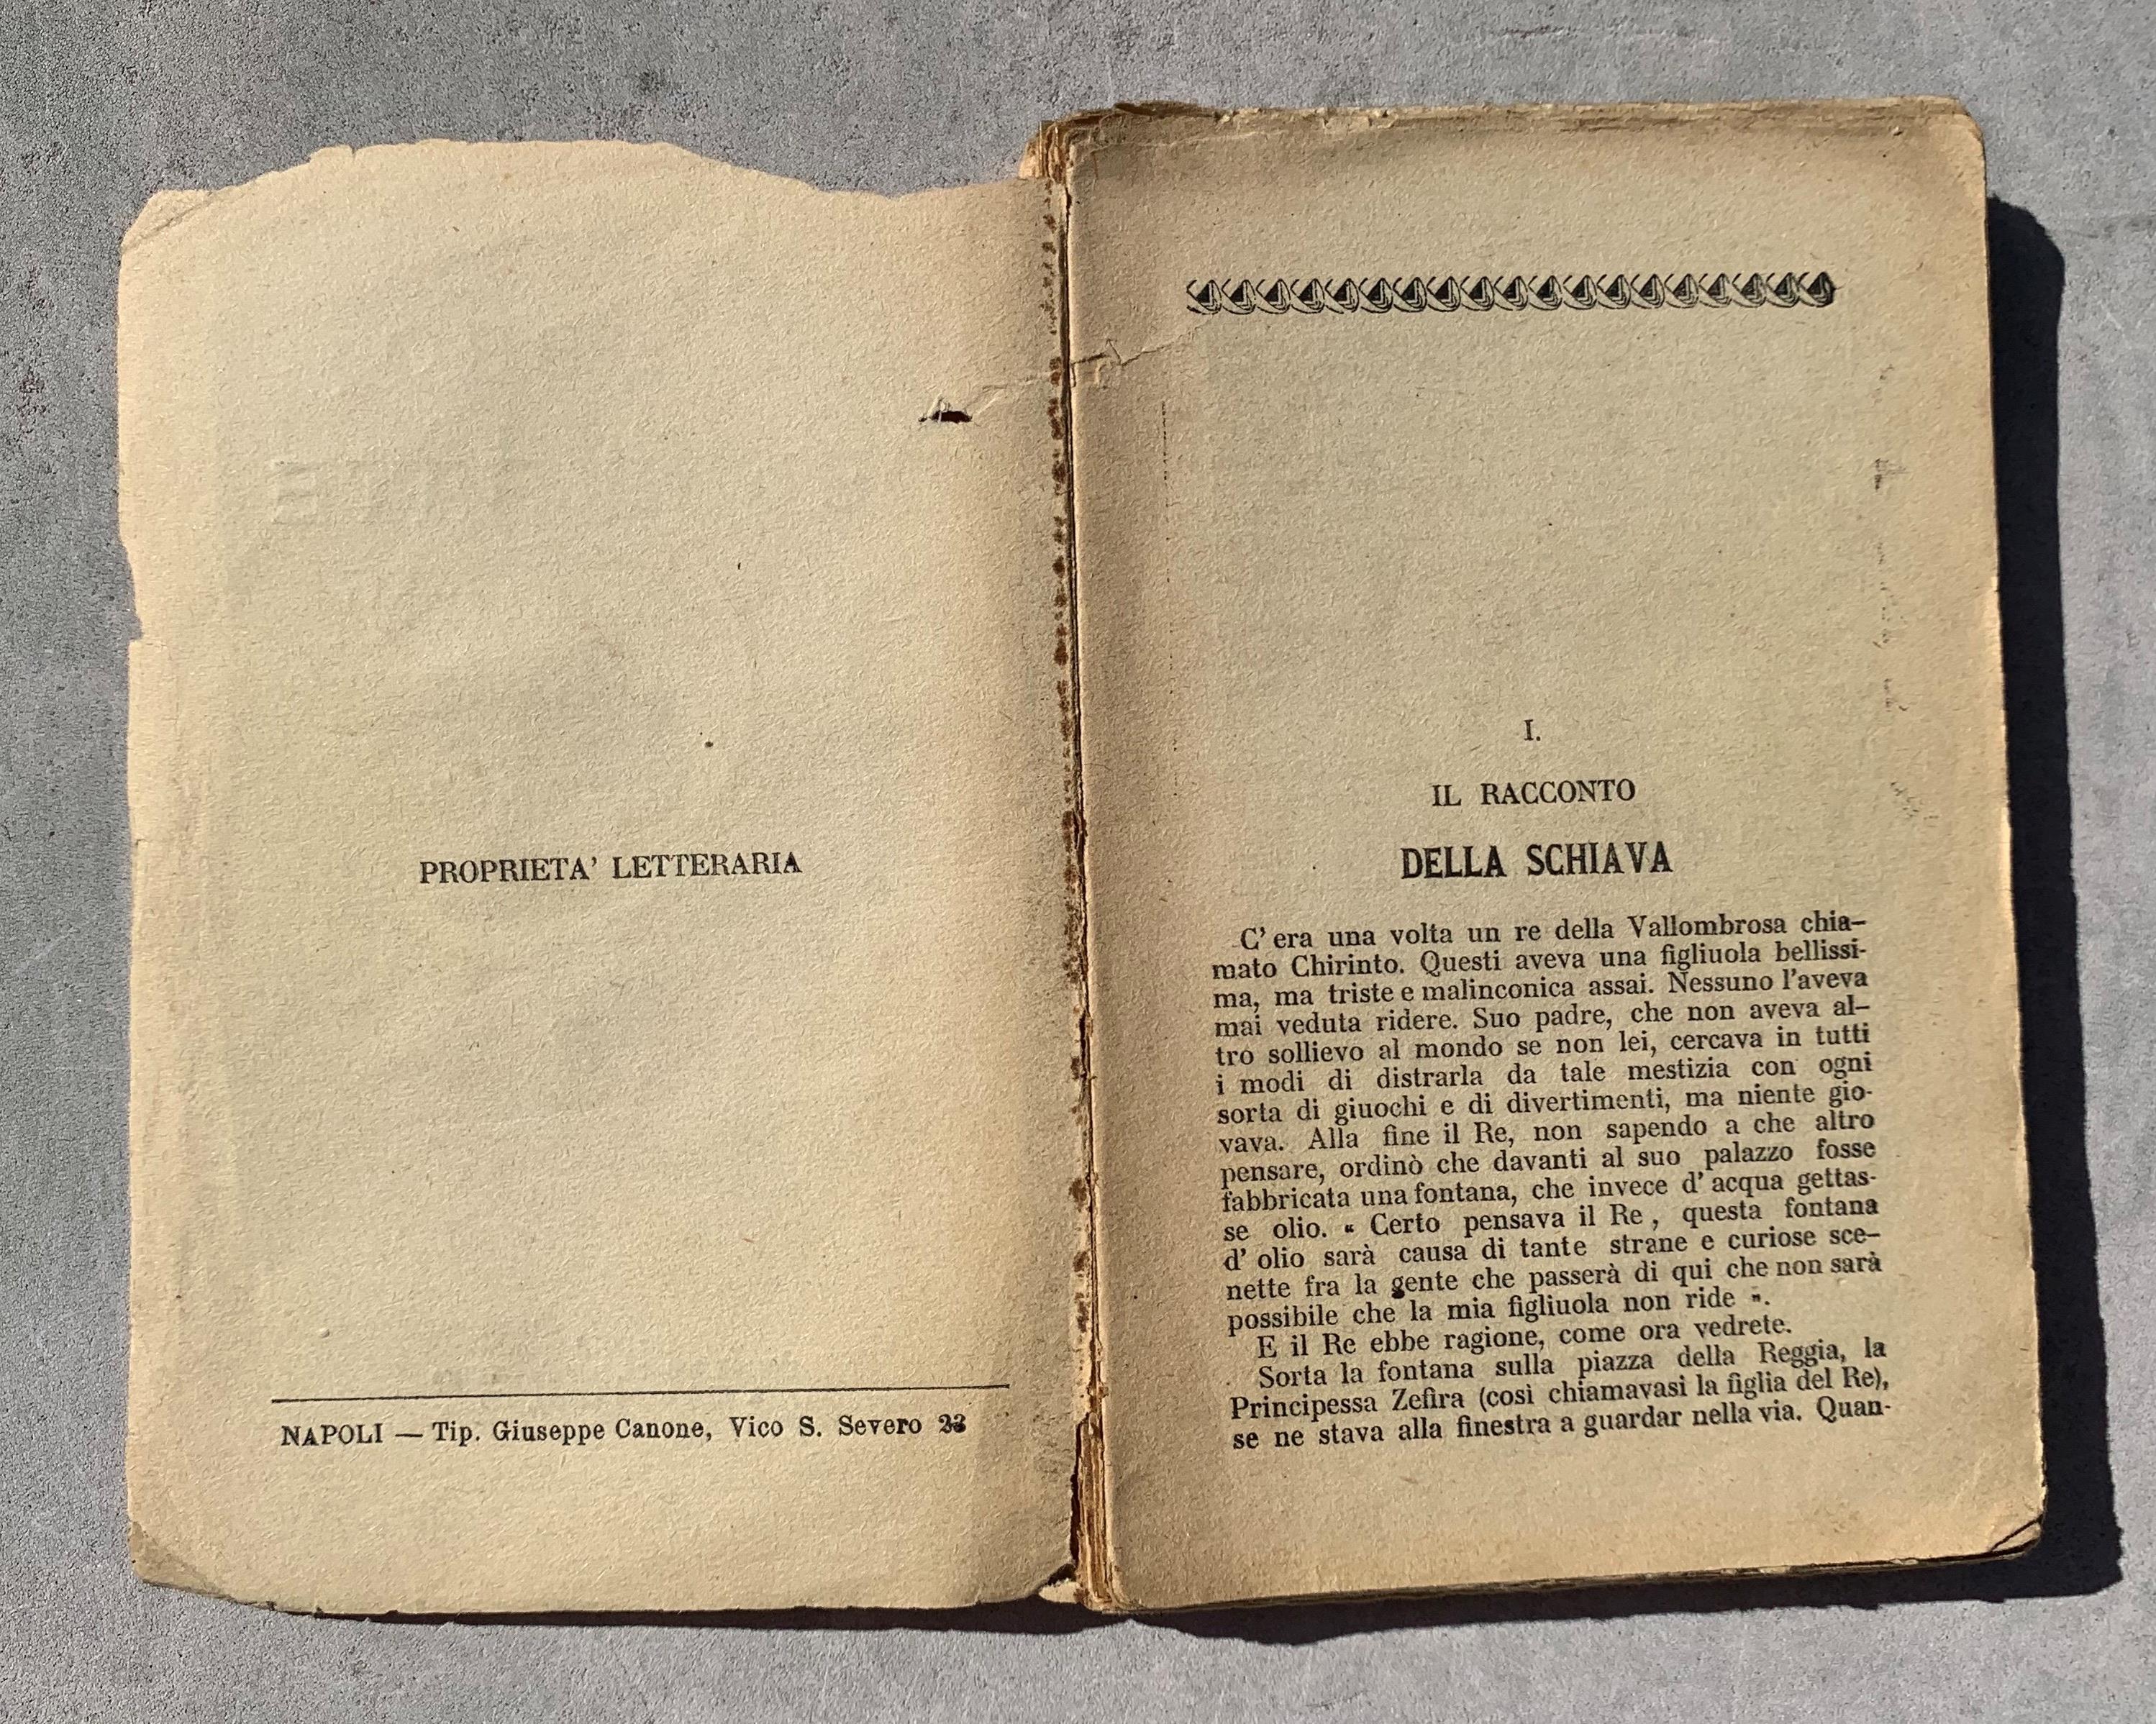 PROPRIETA' LETTERARIA
NAPOLI — Tip. Giuseppe Canone, Vico S. Severo
I.
IL RACCONTO
DELLA SCHIAVA
C' era una volta un re della Vallombrosa chia-
mato Chirinto. Questi aveva una figliuola bellissi-
ma, ma triste e malinconica assai. Nessuno l'aveva
mai veduta ridere. Suo padre, che non aveva al-
tro sollievo al mondo se non lei, cercava in tutti
i modi di distrarla da tale mestizia con ogni
sorta di giuochi e di divertimenti, ma niente gio-
vava. Alla fine il Re, non sapendo a che altro
pensare, ordinò che davanti al suo palazzo fosse
fabbricata una fontana, che invece d' acqua gettas-
se olio. « Certo pensava il Re , questa fontana
d' olio sarà causa di tante strane e curiose sce-
nette fra la gente che passerà di qui che non sarà
possibile che la mia figliuola non ride ».
E il Re ebbe ragione, come ora vedrete.
Sorta la fontana sulla piazza della Reggia, la
Principessa Zefira (così chiamavasi la figlia del Re),
se ne stava alla finestra a guardar nella via. Quan-